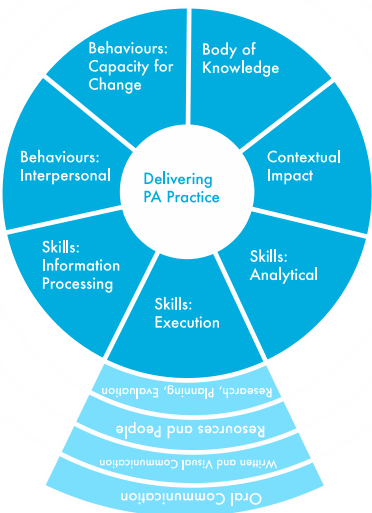 Behaviours:
Capacity for
Change
Body of
Knowledge
Behaviours:
Interpersonal
Delivering
PA Practice
Contextual
Impact
Skills:
Information
Processing
Skills:
Analytical
Skills:
Execution
Research, Planning, Evaluation
Resources and People
Written and Visual Communication
Oral Communication